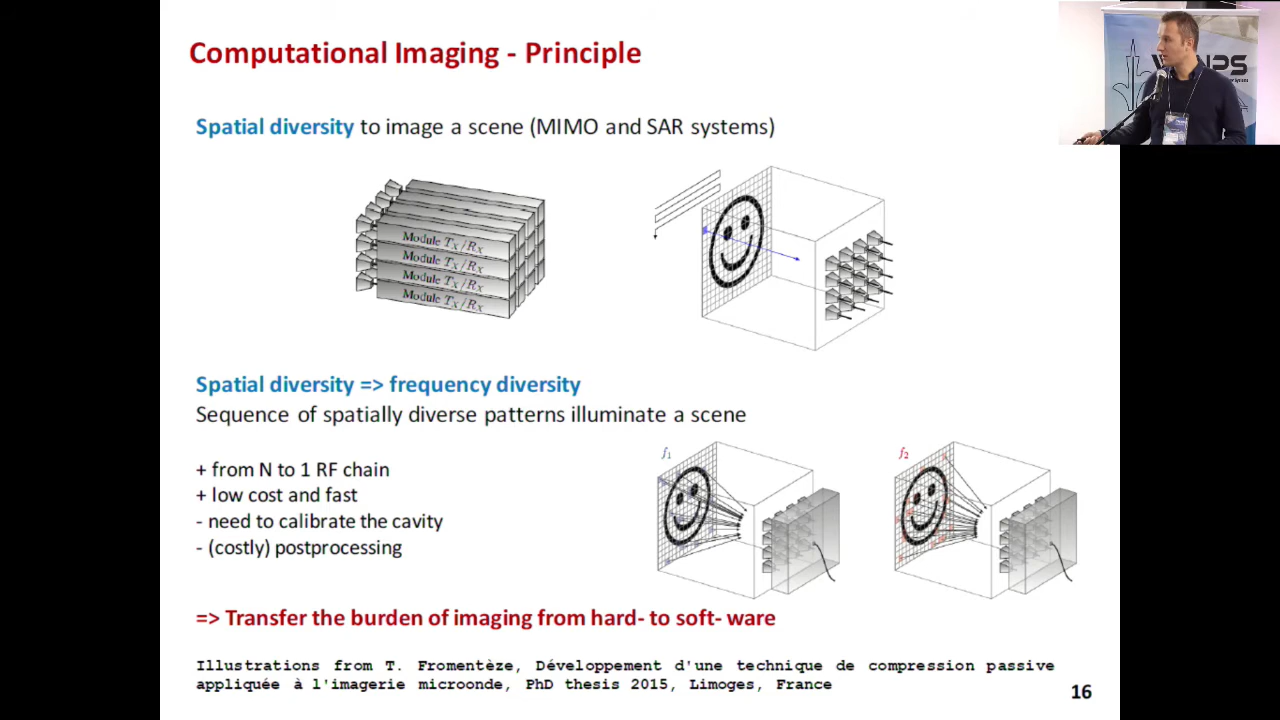 Computational Imaging - Principle
Spatial diversity to image a scene (MIMO and SAR systems)
Module TX/RX
Module TX/RX
Module TX/RX
Module TX/RX
Spatial diversity => frequency diversity
Sequence of spatially diverse patterns illuminate a scene
f1
f2
+ from N to 1 RF chain
+ low cost and fast
- need to calibrate the cavity
- (costly) postprocessing
=> Transfer the burden of imaging from hard- to soft- ware
Illustrations from T. Fromentèze, Développement d'une technique de compression passive
appliquée à l'imagerie microonde, PhD thesis 2015, Limoges, France
16